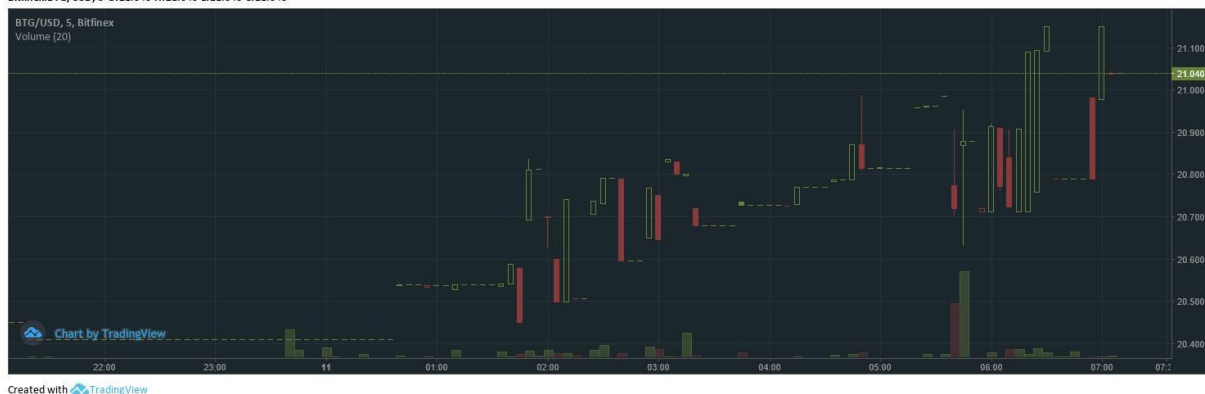 BTG/USD, 5, Bitfinex
Volume (20)
21.100
21.040
21.000
20.900
20.800
20.700
20.600
20.500
20.400
Chart by TradingView
22:00 23:00 11 01:00 02:00 03:00 04:00 05:00 06:00 07:00
Created with TradingView